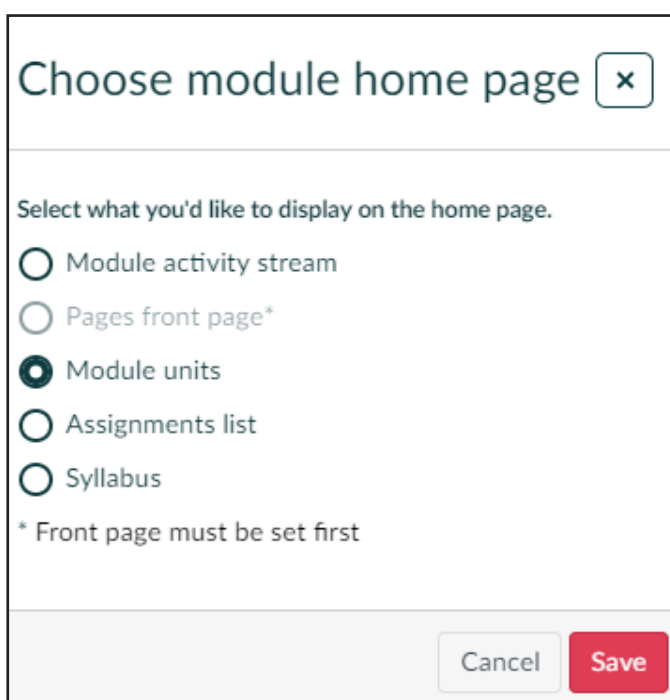 Choose module home page ×
Select what you'd like to display on the home page.
Module activity stream
Pages front page*
Module units
Assignments list
Syllabus
* Front page must be set first
Cancel Save